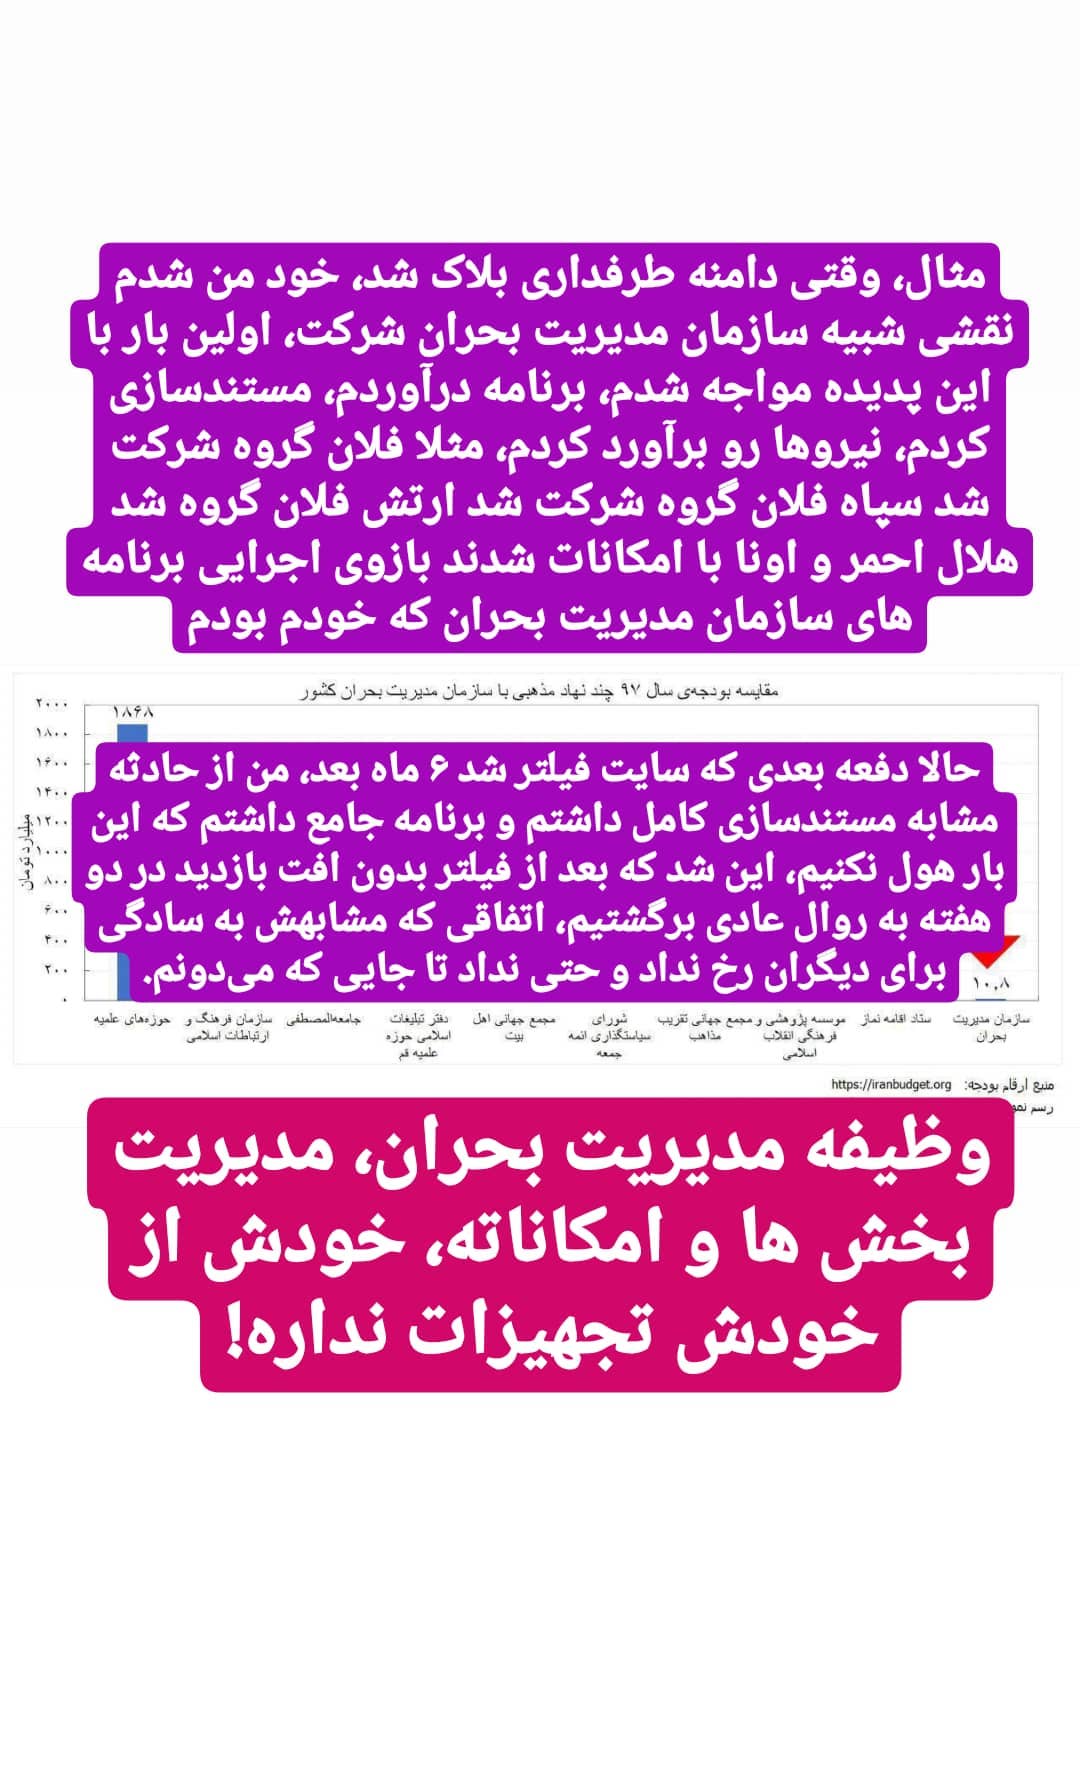 مثال، وقتی دامنه طرفداری بلاک شد، خود من شدم
نقشی شبیه سازمان مدیریت بحران شرکت، اولین بار با
این پدیده مواجه شدم، برنامه درآوردم، مستندسازی
کردم، نیروها رو برآورد کردم، مثلا فلان گروه شرکت
شد سپاه فلان گروه شرکت شد ارتش فلان گروه شد
هلال احمر و اونا با امکانات شدند بازوی اجرایی برنامه
های سازمان مدیریت بحران که خودم بودم
مقایسه بودجه‌ی سال ۹۷ چند نهاد مذهبی با سازمان مدیریت بحران کشور
۲۰۰۰
۱۸۶۸
۱۸۰۰
۱۶۰۰
۱۴۰۰
۱۲۰۰
۱۰۰۰
۸۰۰
۶۰۰
۴۰۰
۲۰۰
۰
میلیارد تومان
حالا دفعه بعدی که سایت فیلتر شد ۶ ماه بعد، من از حادثه
مشابه مستندسازی کامل داشتم و برنامه جامع داشتم که این
بار هول نکنیم، این شد که بعد از فیلتر بدون افت بازدید در دو
هفته به روال عادی برگشتیم، اتفاقی که مشابهش به سادگی
برای دیگران رخ نداد و حتی نداد تا جایی که می‌دونم.
۱۰.۸
حوزه‌های علمیه
سازمان فرهنگ و
ارتباطات اسلامی
جامعه‌المصطفی
دفتر تبلیغات
اسلامی حوزه
علمیه قم
مجمع جهانی اهل
بیت
شورای
سیاستگذاری ائمه
جمعه
مجمع جهانی تقریب
مذاهب
موسسه پژوهشی و
فرهنگی انقلاب
اسلامی
ستاد اقامه نماز
سازمان مدیریت
بحران
منبع ارقام بودجه: https://iranbudget.org
رسم
وظیفه مدیریت بحران، مدیریت
بخش ها و امکاناته، خودش از
خودش تجهیزات نداره!